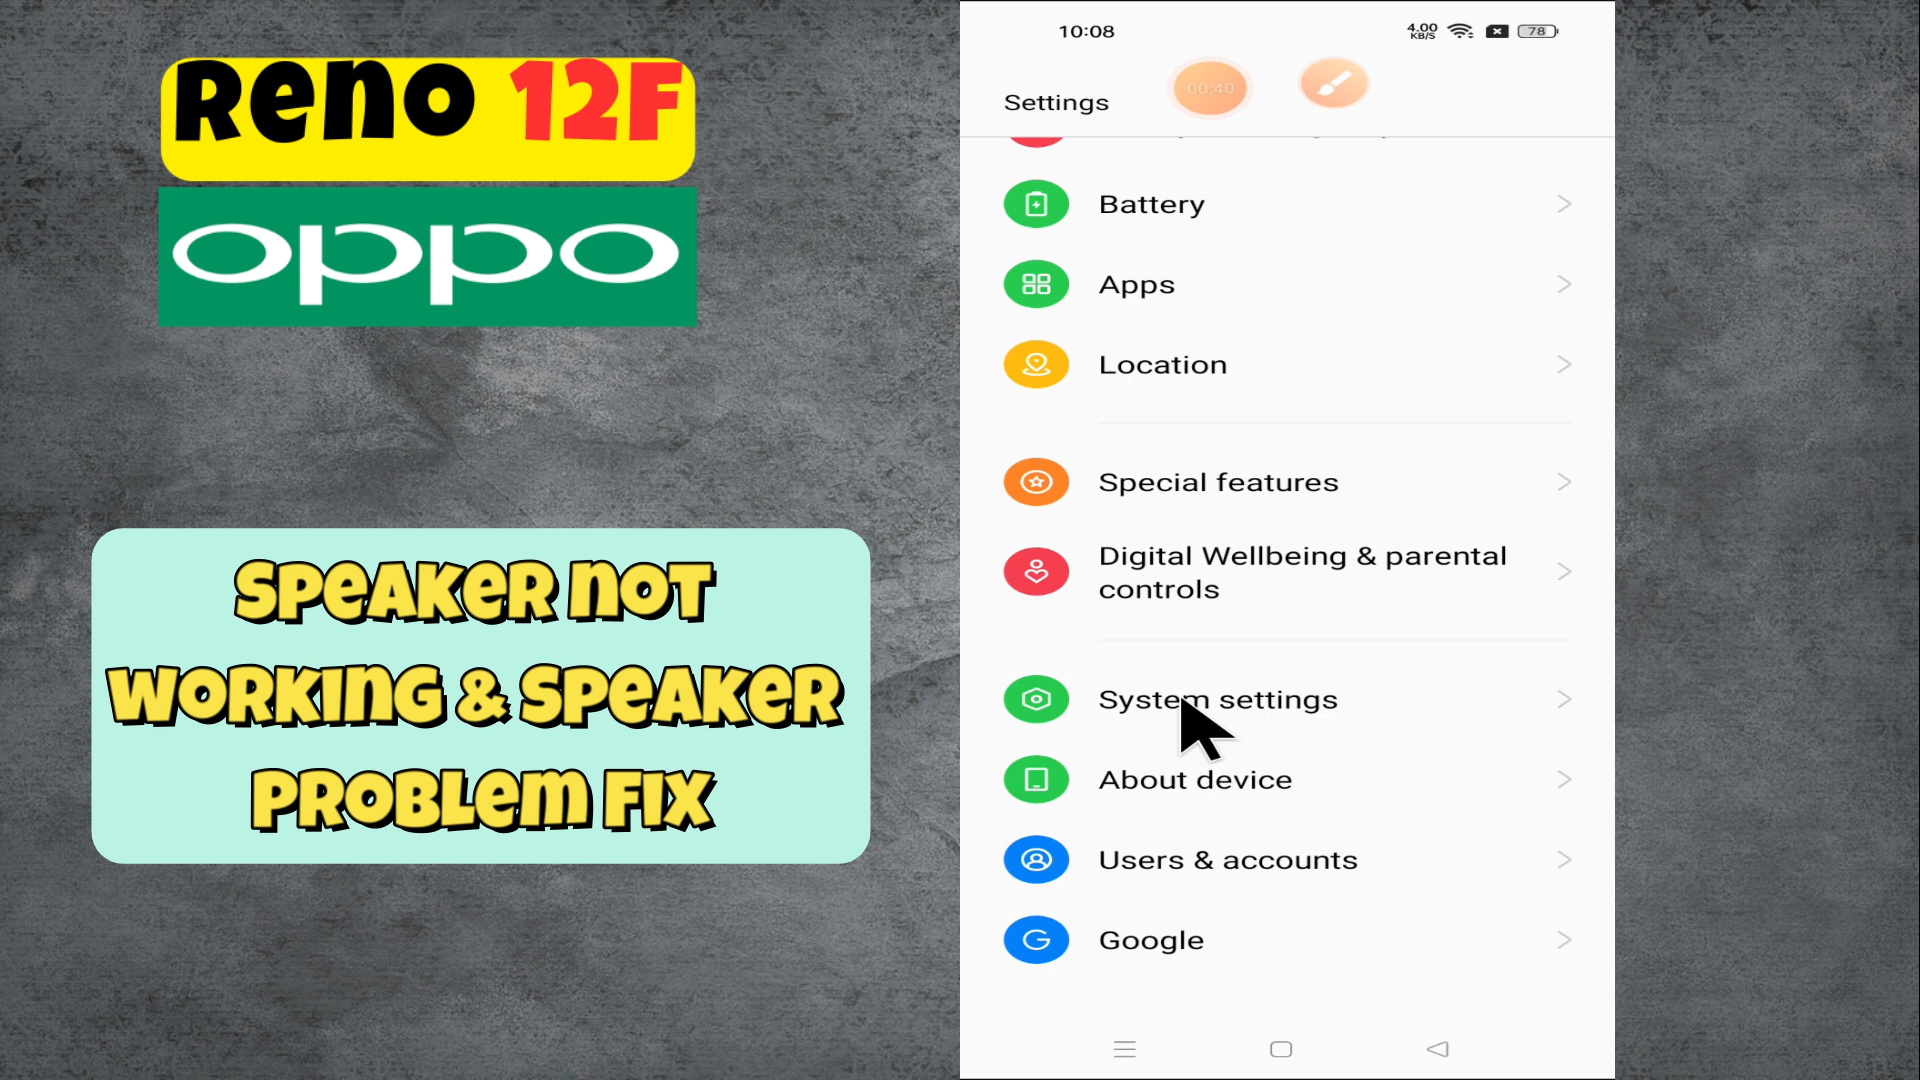 Reno 12F
oppo
SPEAKER NOT
WORKING & SPEAKER
PROBLEM FIX
10:08
4.00
KB/S
78
Settings
00:40
Battery
Apps
Location
Special features
Digital Wellbeing & parental
controls
System settings
About device
Users & accounts
Google